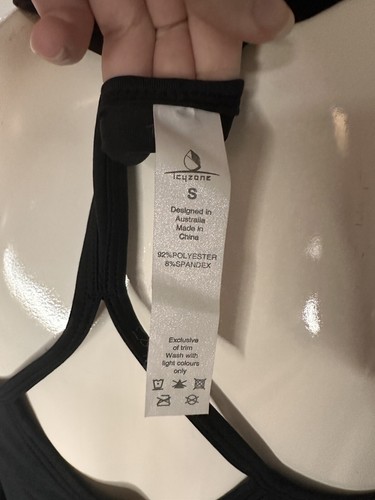 icyzone
S
Designed in
Australia
Made in
China
92%POLYESTER
8%SPANDEX
Exclusive
of trim
Wash with
light colours
only